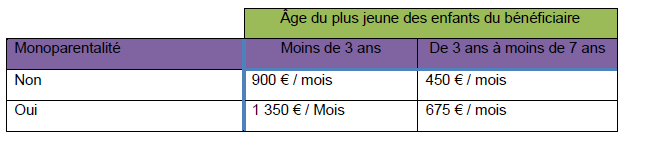 Âge du plus jeune des enfants du bénéficiaire
Monoparentalité Moins de 3 ans De 3 ans à moins de 7 ans
Non 900 € / mois 450 € / mois
Oui 1 350 € / Mois 675 € / mois